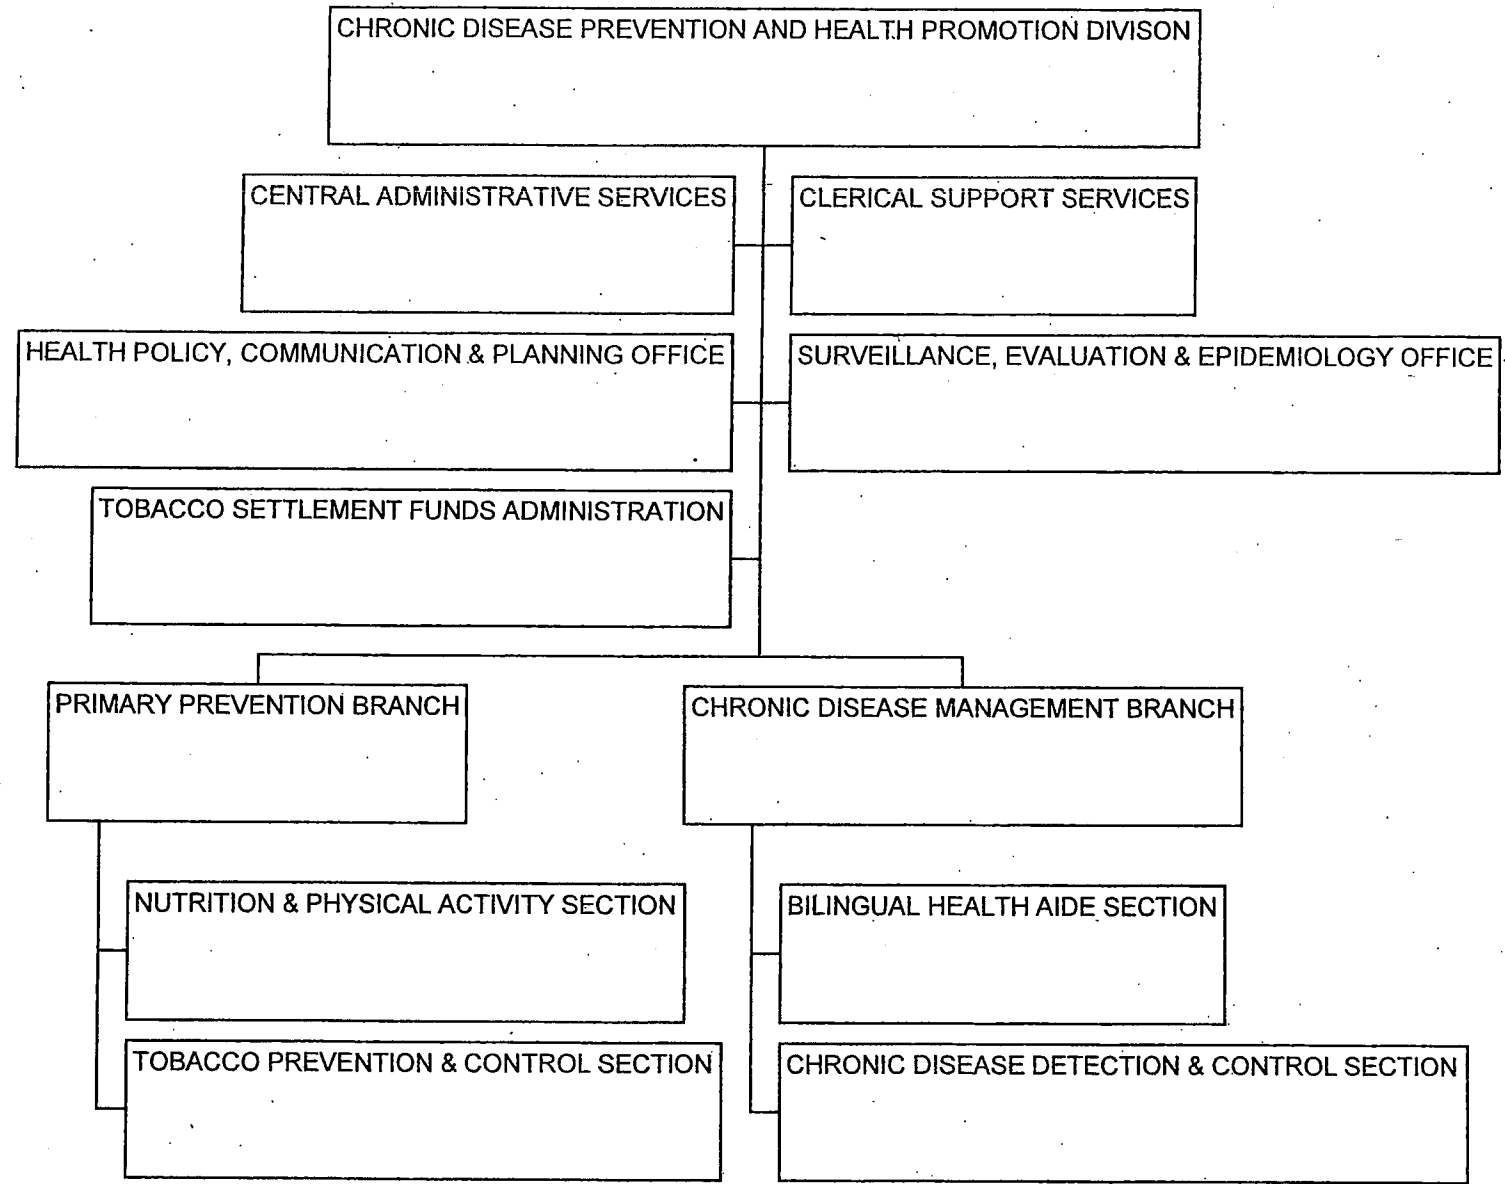 CHRONIC DISEASE PREVENTION AND HEALTH PROMOTION DIVISON
CENTRAL ADMINISTRATIVE SERVICES
CLERICAL SUPPORT SERVICES
HEALTH POLICY, COMMUNICATION & PLANNING OFFICE
SURVEILLANCE, EVALUATION & EPIDEMIOLOGY OFFICE
TOBACCO SETTLEMENT FUNDS ADMINISTRATION
PRIMARY PREVENTION BRANCH
CHRONIC DISEASE MANAGEMENT BRANCH
NUTRITION & PHYSICAL ACTIVITY SECTION
BILINGUAL HEALTH AIDE SECTION
TOBACCO PREVENTION & CONTROL SECTION
CHRONIC DISEASE DETECTION & CONTROL SECTION